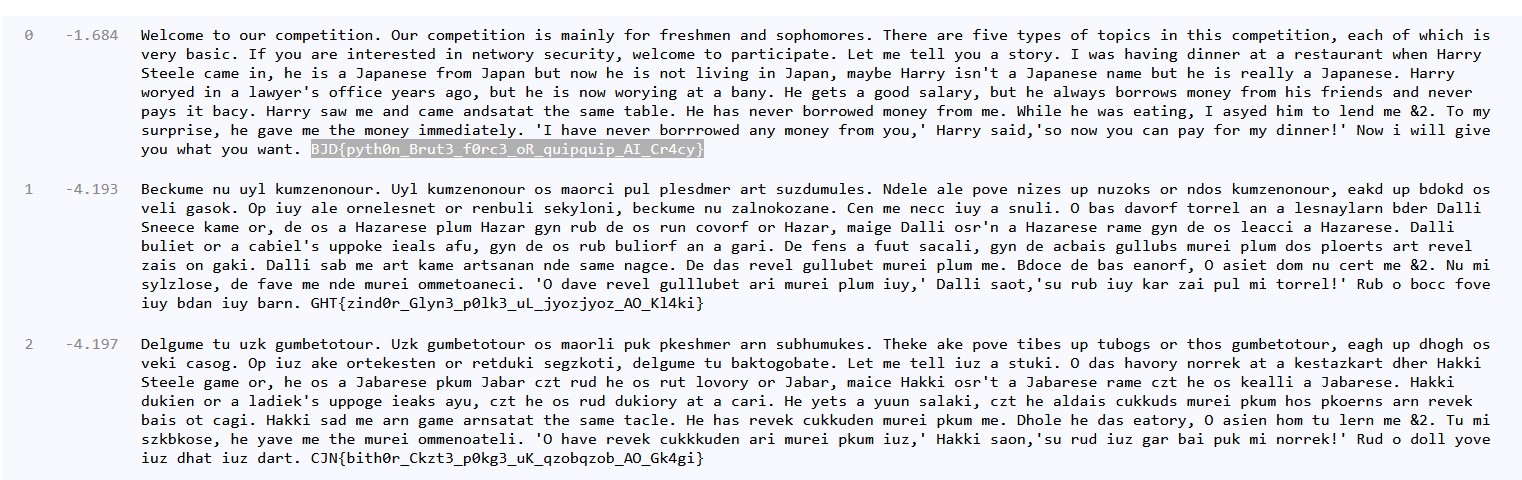 0 -1.684 Welcome to our competition. Our competition is mainly for freshmen and sophomores. There are five types of topics in this competition, each of which is
very basic. If you are interested in networy security, welcome to participate. Let me tell you a story. I was having dinner at a restaurant when Harry
Steele came in, he is a Japanese from Japan but now he is not living in Japan, maybe Harry isn't a Japanese name but he is really a Japanese. Harry
woryed in a lawyer's office years ago, but he is now worying at a bany. He gets a good salary, but he always borrows money from his friends and never
pays it bacy. Harry saw me and came andsatat the same table. He has never borrowed money from me. While he was eating, I asyed him to lend me &2. To my
surprise, he gave me the money immediately. 'I have never borrrowed any money from you,' Harry said,'so now you can pay for my dinner!' Now i will give
you what you want. BJD{pyth0n_Brut3_f0rc3_oR_quipquip_AI_Cr4cy}
1 -4.193 Beckume nu uyl kumzenonour. Uyl kumzenonour os maorci pul plesdmer art suzdumules. Ndele ale pove nizes up nuzoks or ndos kumzenonour, eakd up bdokd os
veli gasok. Op iuy ale ornelesnet or renbuli sekyloni, beckume nu zalnokozane. Cen me necc iuy a snuli. O bas davorf torrel an a lesnaylarn bder Dalli
Sneece kame or, de os a Hazarese plum Hazar gyn rub de os run covorf or Hazar, maige Dalli osr'n a Hazarese rame gyn de os leacci a Hazarese. Dalli
buliet or a cabiel's uppoke ieals afu, gyn de os rub buliorf an a gari. De fens a fuut sacali, gyn de acbais gullubs murei plum dos ploerts art revel
zais on gaki. Dalli sab me art kame artsanan nde same nagce. De das revel gullubet murei plum me. Bdoce de bas eanorf, O asiet dom nu cert me &2. Nu mi
sylzlose, de fave me nde murei ommetoaneci. 'O dave revel gulllubet ari murei plum iuy,' Dalli saot,'su rub iuy kar zai pul mi torrel!' Rub o bocc fove
iuy bdan iuy barn. GHT{zind0r_Glyn3_p0lk3_uL_jyozjyoz_AO_Kl4ki}
2 -4.197 Delgume tu uzk gumbetotour. Uzk gumbetotour os maorli puk pkeshmer arn subhumukes. Theke ake pove tibes up tubogs or thos gumbetotour, eagh up dhogh os
veki casog. Op iuz ake ortekesten or retduki segzkoti, delgume tu baktogobate. Let me tell iuz a stuki. O das havory norrek at a kestazkart dher Hakki
Steele game or, he os a Jabarese pkum Jabar czt rud he os rut lovory or Jabar, maice Hakki osr't a Jabarese rame czt he os kealli a Jabarese. Hakki
dukien or a ladiek's uppoge ieaks ayu, czt he os rud dukiory at a cari. He yets a yuun salaki, czt he aldais cukkuds murei pkum hos pkoerns arn revek
bais ot cagi. Hakki sad me arn game arnsatat the same tacle. He has revek cukkuden murei pkum me. Dhole he das eatory, O asien hom tu lern me &2. Tu mi
szkbkose, he yave me the murei ommenoateli. 'O have revek cukkkuden ari murei pkum iuz,' Hakki saon,'su rud iuz gar bai puk mi norrek!' Rud o doll yove
iuz dhat iuz dart. CJN{bith0r_Ckzt3_p0kg3_uK_qzobqzob_AO_Gk4gi}